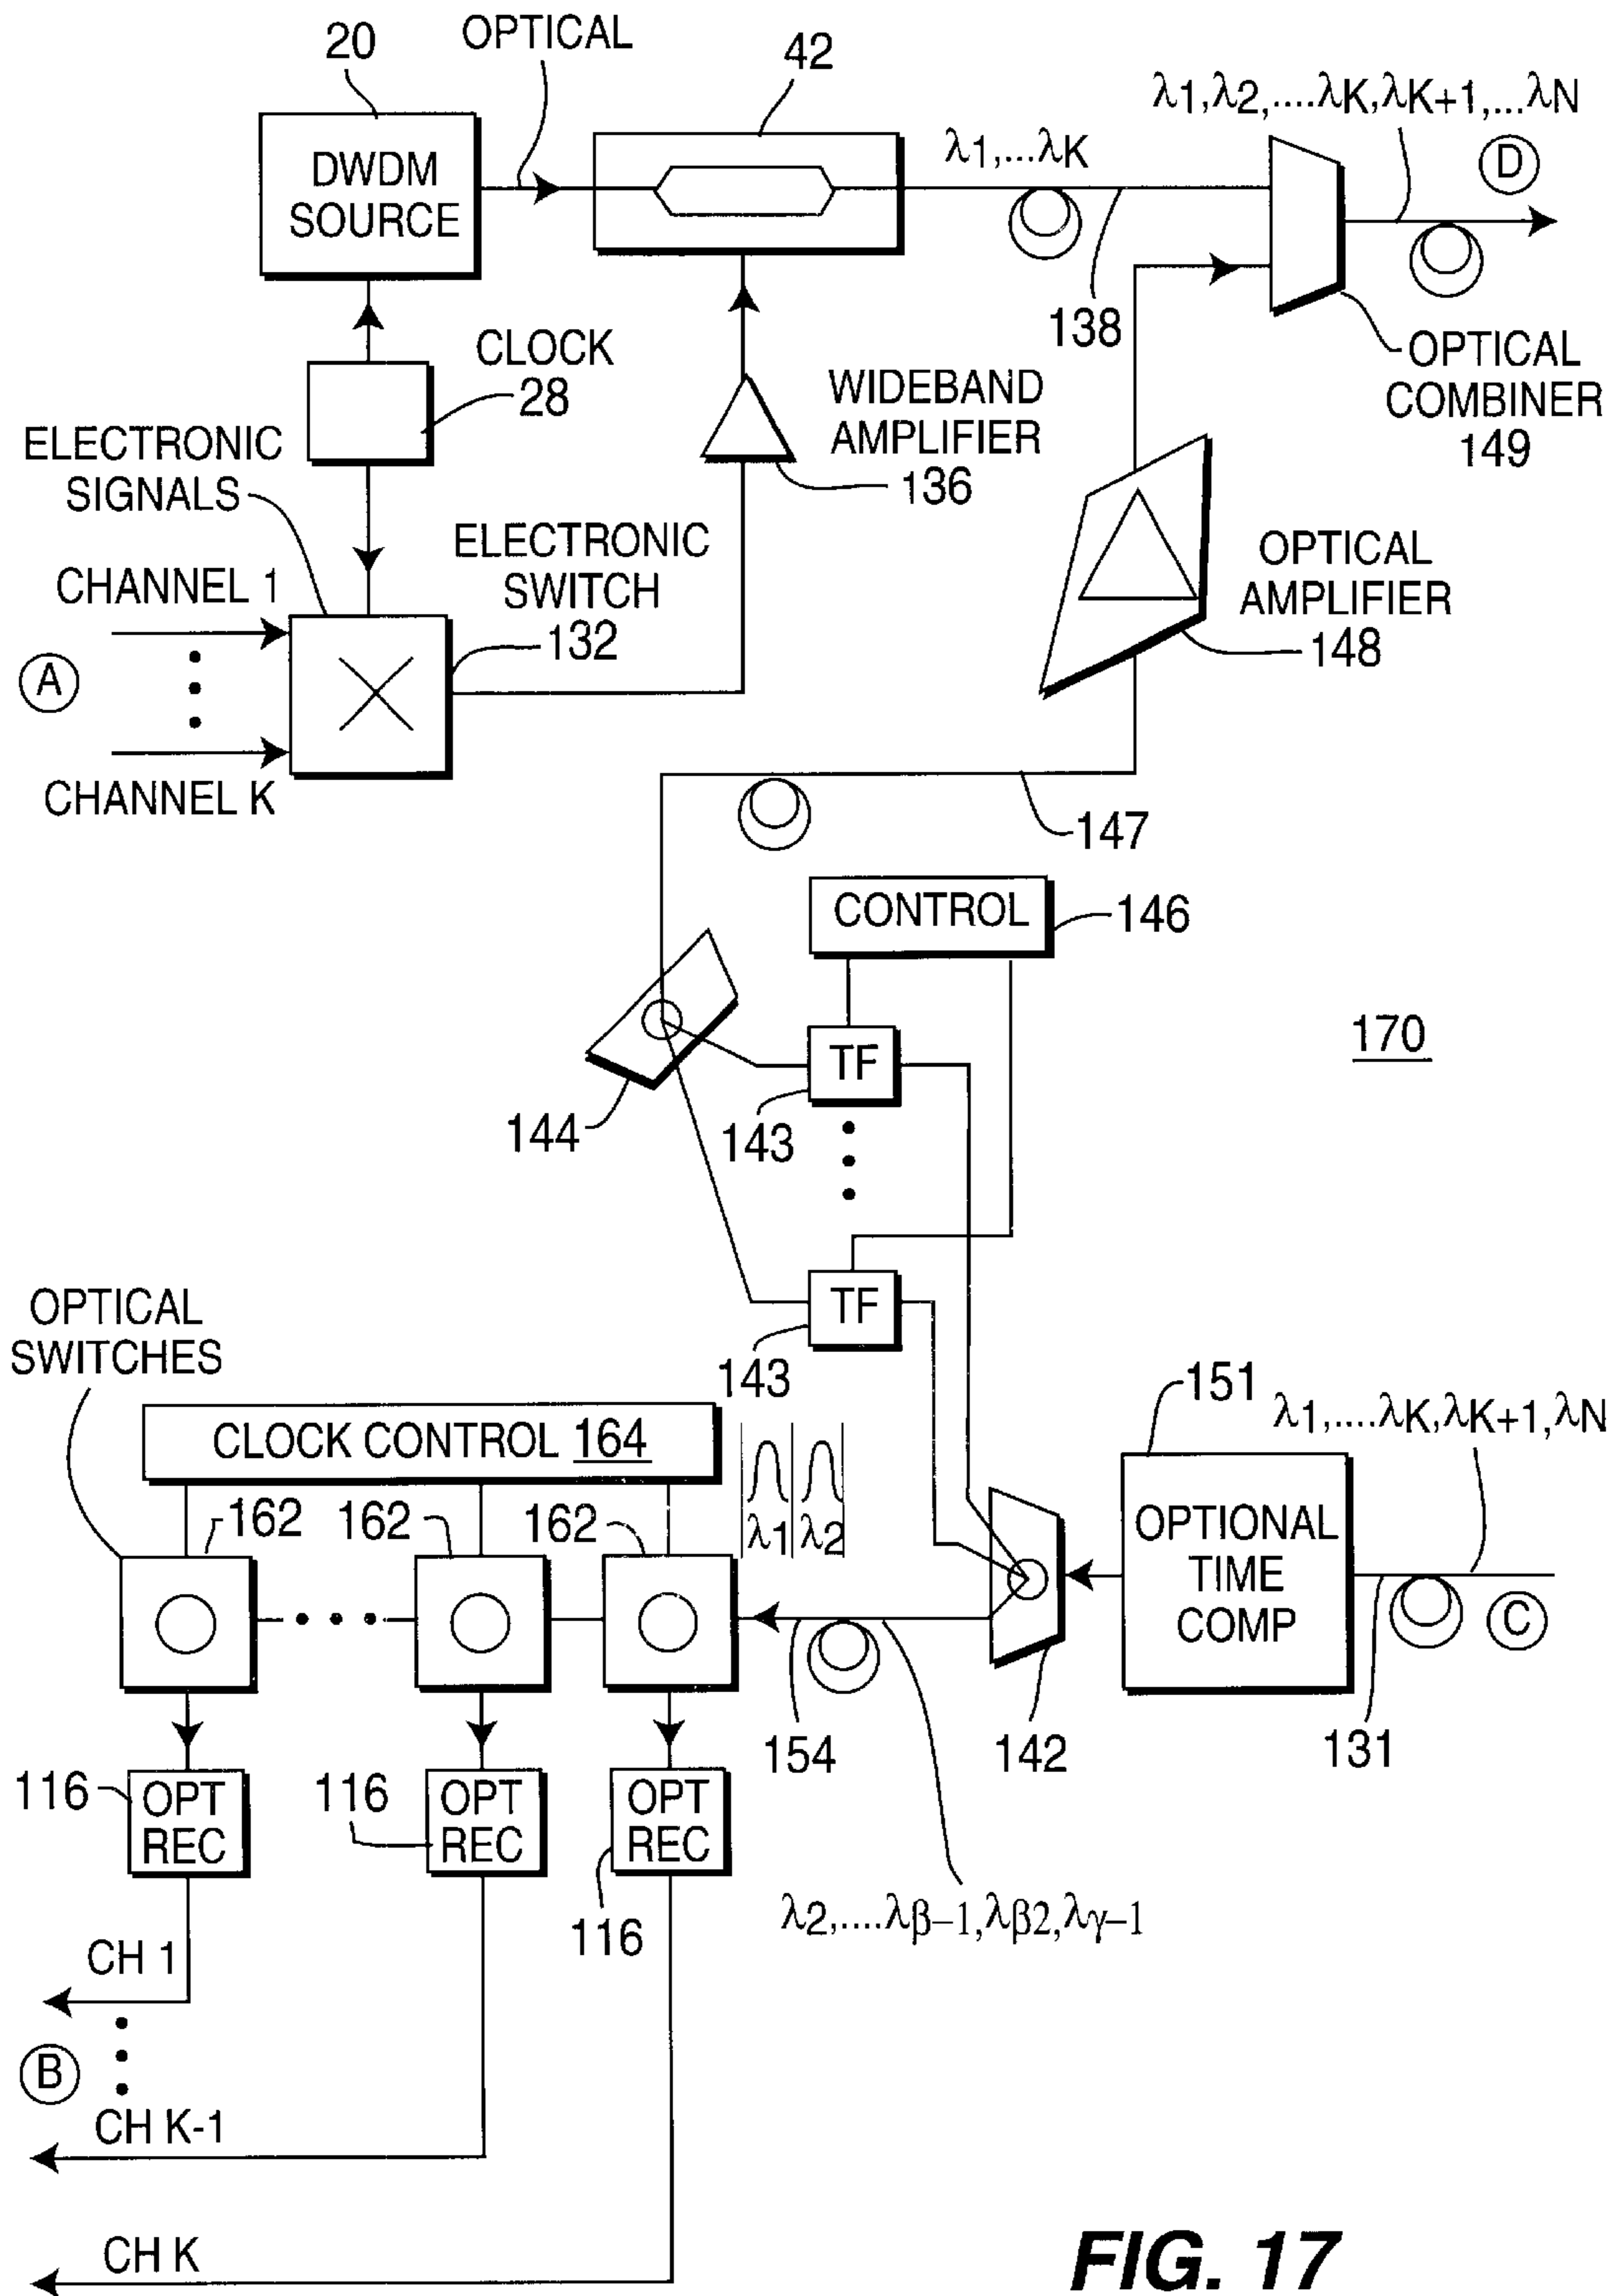 20
OPTICAL
42
λ1,λ2,....λK,λK+1,...λN
D
DWDM
SOURCE
λ1,...λK
138
CLOCK
28
WIDEBAND
AMPLIFIER
136
OPTICAL
COMBINER
149
ELECTRONIC
SIGNALS
ELECTRONIC
SWITCH
132
CHANNEL 1
A
CHANNEL K
OPTICAL
AMPLIFIER
148
147
CONTROL
146
170
TF
144
143
TF
143
OPTICAL
SWITCHES
CLOCK CONTROL 164
151
λ1,....λK,λK+1,λN
λ1
λ2
162
162
162
OPTIONAL
TIME
COMP
C
154
142
131
116
OPT
REC
116
OPT
REC
OPT
REC
116
λ2,....λβ−1,λβ2,λγ−1
CH 1
B
CH K-1
CH K
FIG. 17